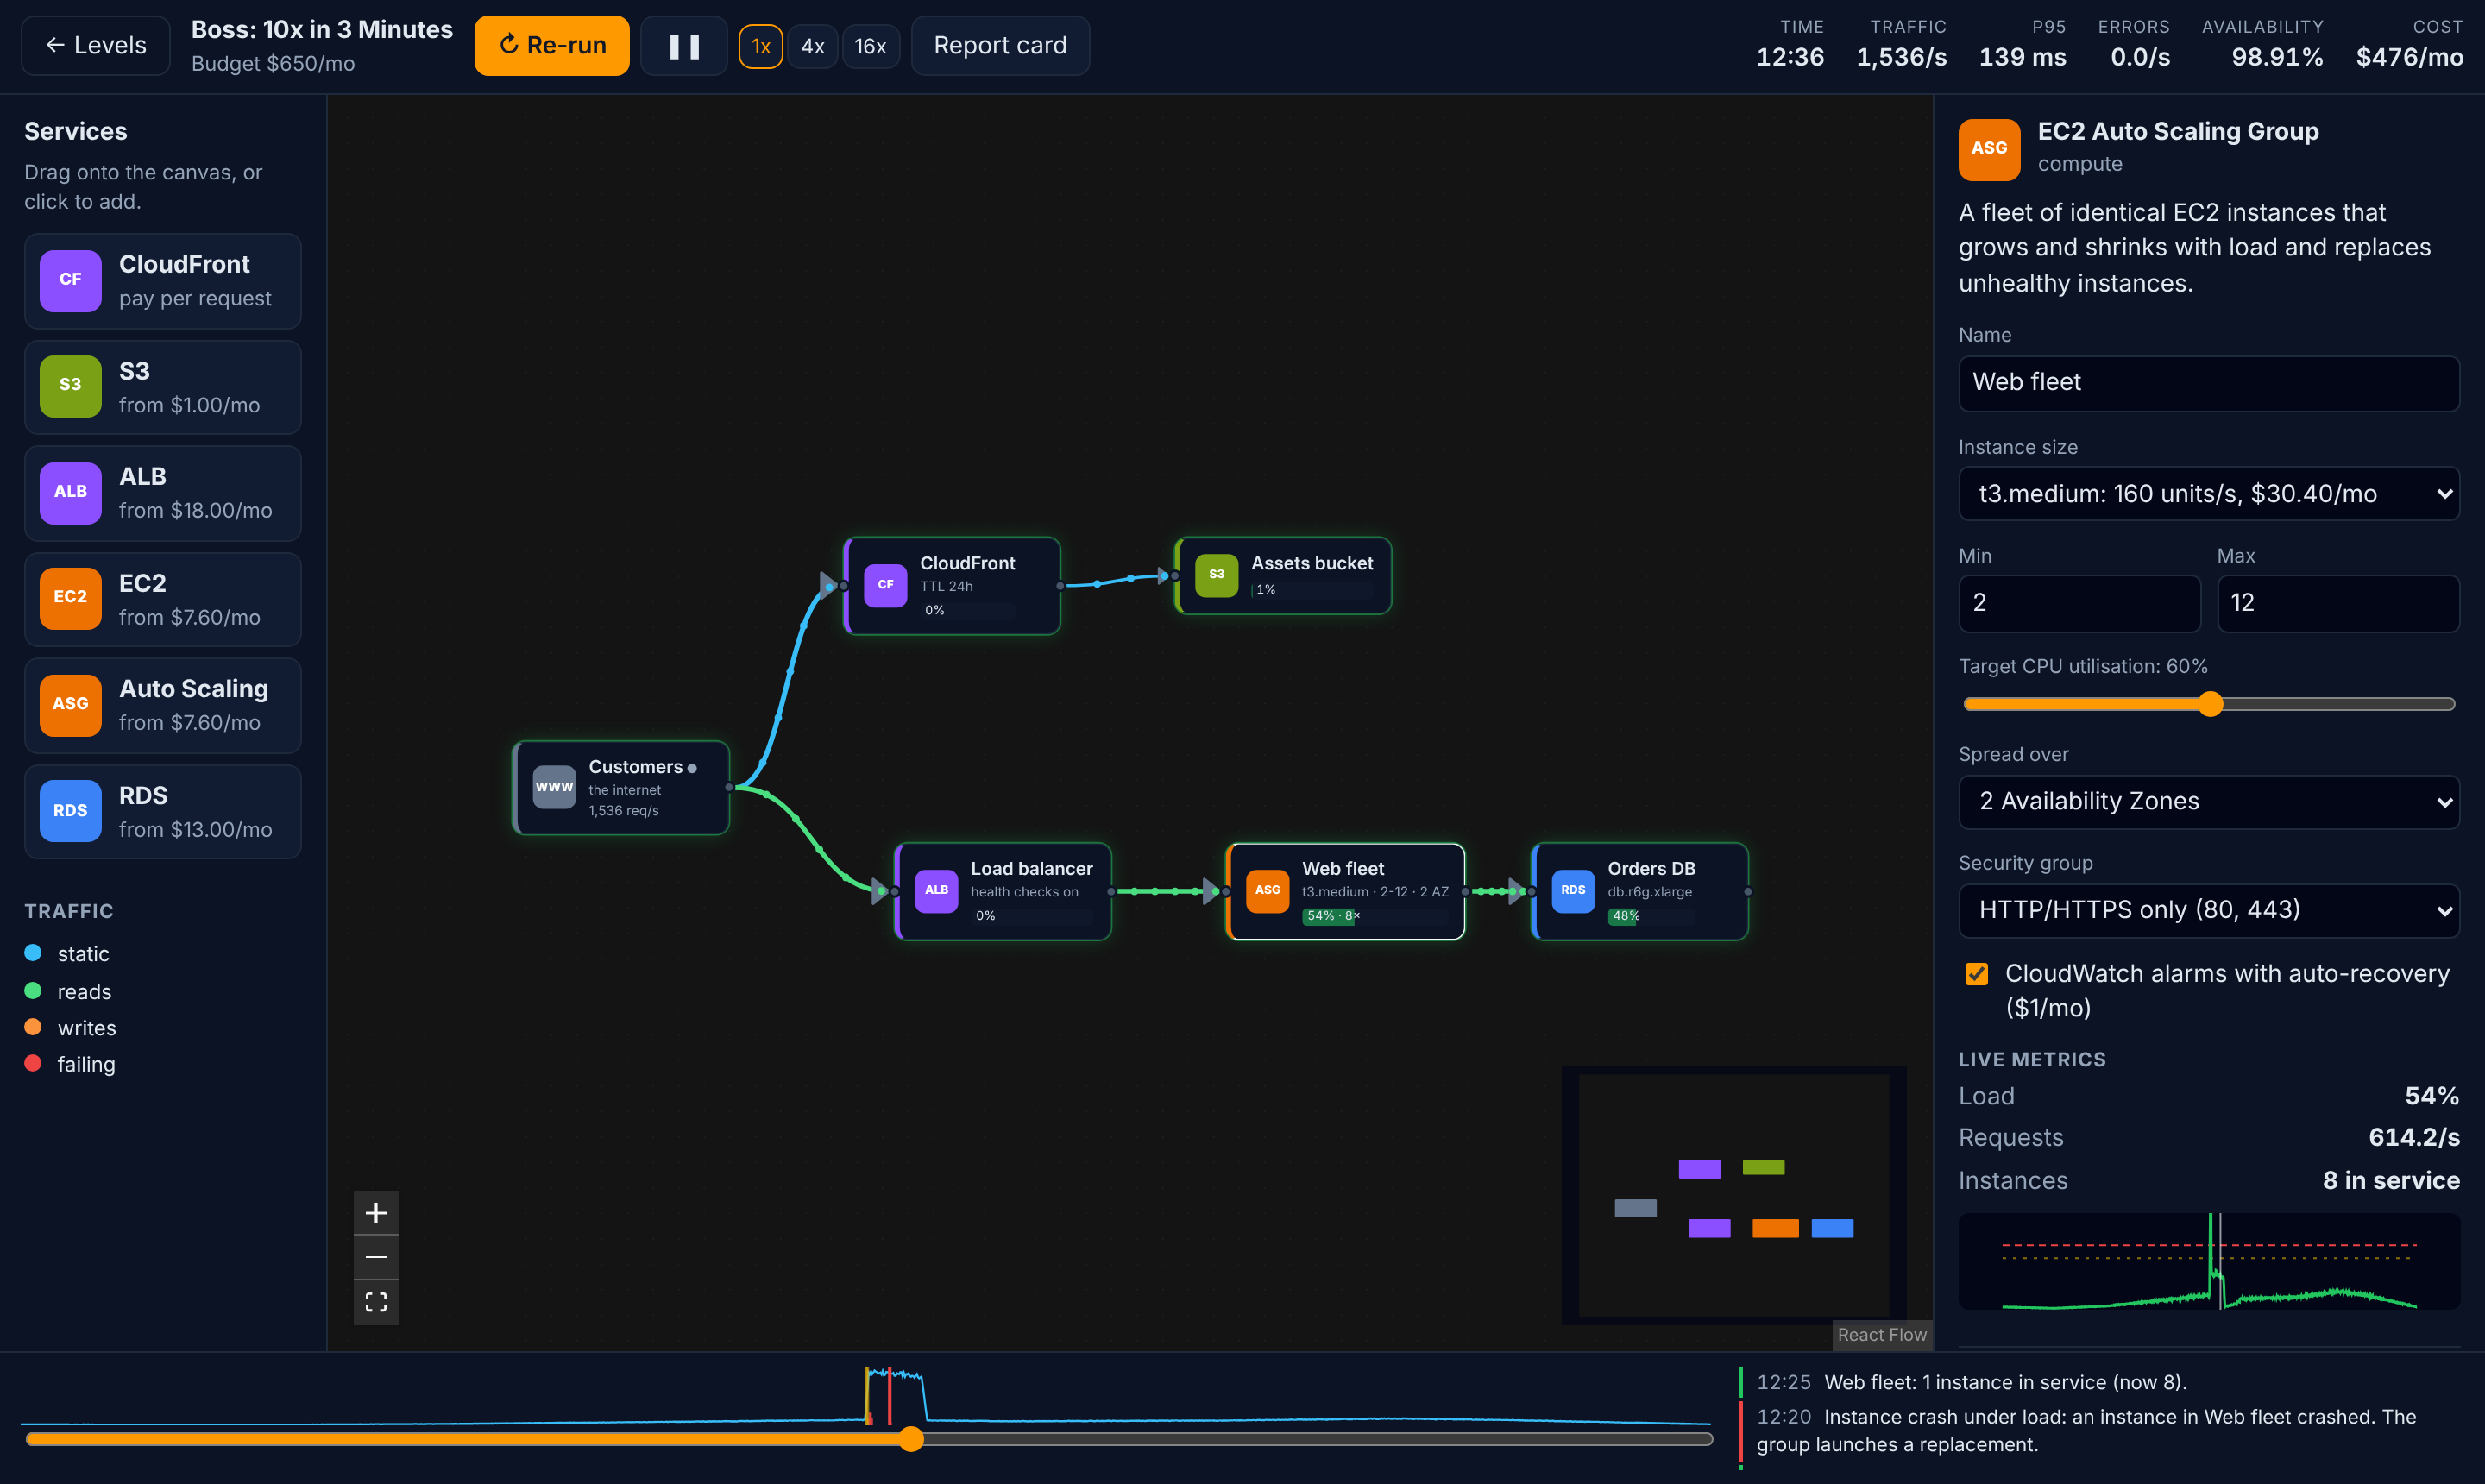 ← Levels
Boss: 10x in 3 Minutes
Budget $650/mo
↻ Re-run
1x
4x
16x
Report card
TIME
12:36
TRAFFIC
1,536/s
P95
139 ms
ERRORS
0.0/s
AVAILABILITY
98.91%
COST
$476/mo
Services
Drag onto the canvas, or
click to add.
CF
CloudFront
pay per request
S3
S3
from $1.00/mo
ALB
ALB
from $18.00/mo
EC2
EC2
from $7.60/mo
ASG
Auto Scaling
from $7.60/mo
RDS
RDS
from $13.00/mo
TRAFFIC
static
reads
writes
failing
CF
CloudFront
TTL 24h
0%
S3
Assets bucket
1%
WWW
Customers
the internet
1,536 req/s
ALB
Load balancer
health checks on
0%
ASG
Web fleet
t3.medium · 2-12 · 2 AZ
54% · 8×
RDS
Orders DB
db.r6g.xlarge
48%
React Flow
ASG
EC2 Auto Scaling Group
compute
A fleet of identical EC2 instances that
grows and shrinks with load and replaces
unhealthy instances.
Name
Web fleet
Instance size
t3.medium: 160 units/s, $30.40/mo
Min
Max
2
12
Target CPU utilisation: 60%
Spread over
2 Availability Zones
Security group
HTTP/HTTPS only (80, 443)
CloudWatch alarms with auto-recovery
($1/mo)
LIVE METRICS
Load 54%
Requests 614.2/s
Instances 8 in service
12:25 Web fleet: 1 instance in service (now 8).
12:20 Instance crash under load: an instance in Web fleet crashed. The
group launches a replacement.